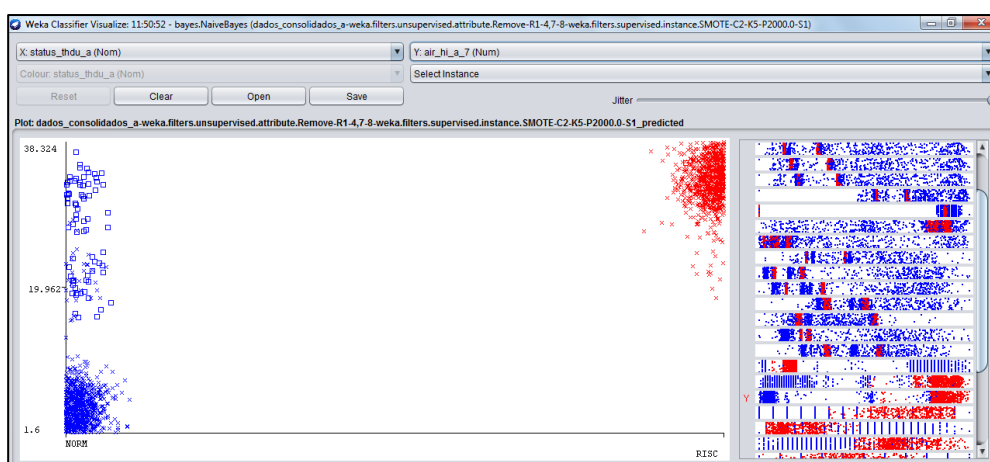 Weka Classifier Visualize: 11:50:52 - bayes.NaiveBayes (dados_consolidados_a-weka.filters.unsupervised.attribute.Remove-R1-4,7-8-weka.filters.supervised.instance.SMOTE-C2-K5-P2000.0-S1)
X: status_thdu_a (Nom) Y: air_hi_a_7 (Num)
Colour: status_thdu_a (Nom) Select Instance
Reset Clear Open Save Jitter
Plot: dados_consolidados_a-weka.filters.unsupervised.attribute.Remove-R1-4,7-8-weka.filters.supervised.instance.SMOTE-C2-K5-P2000.0-S1_predicted
38.324
19.962
Y
1.6
NORM RISC